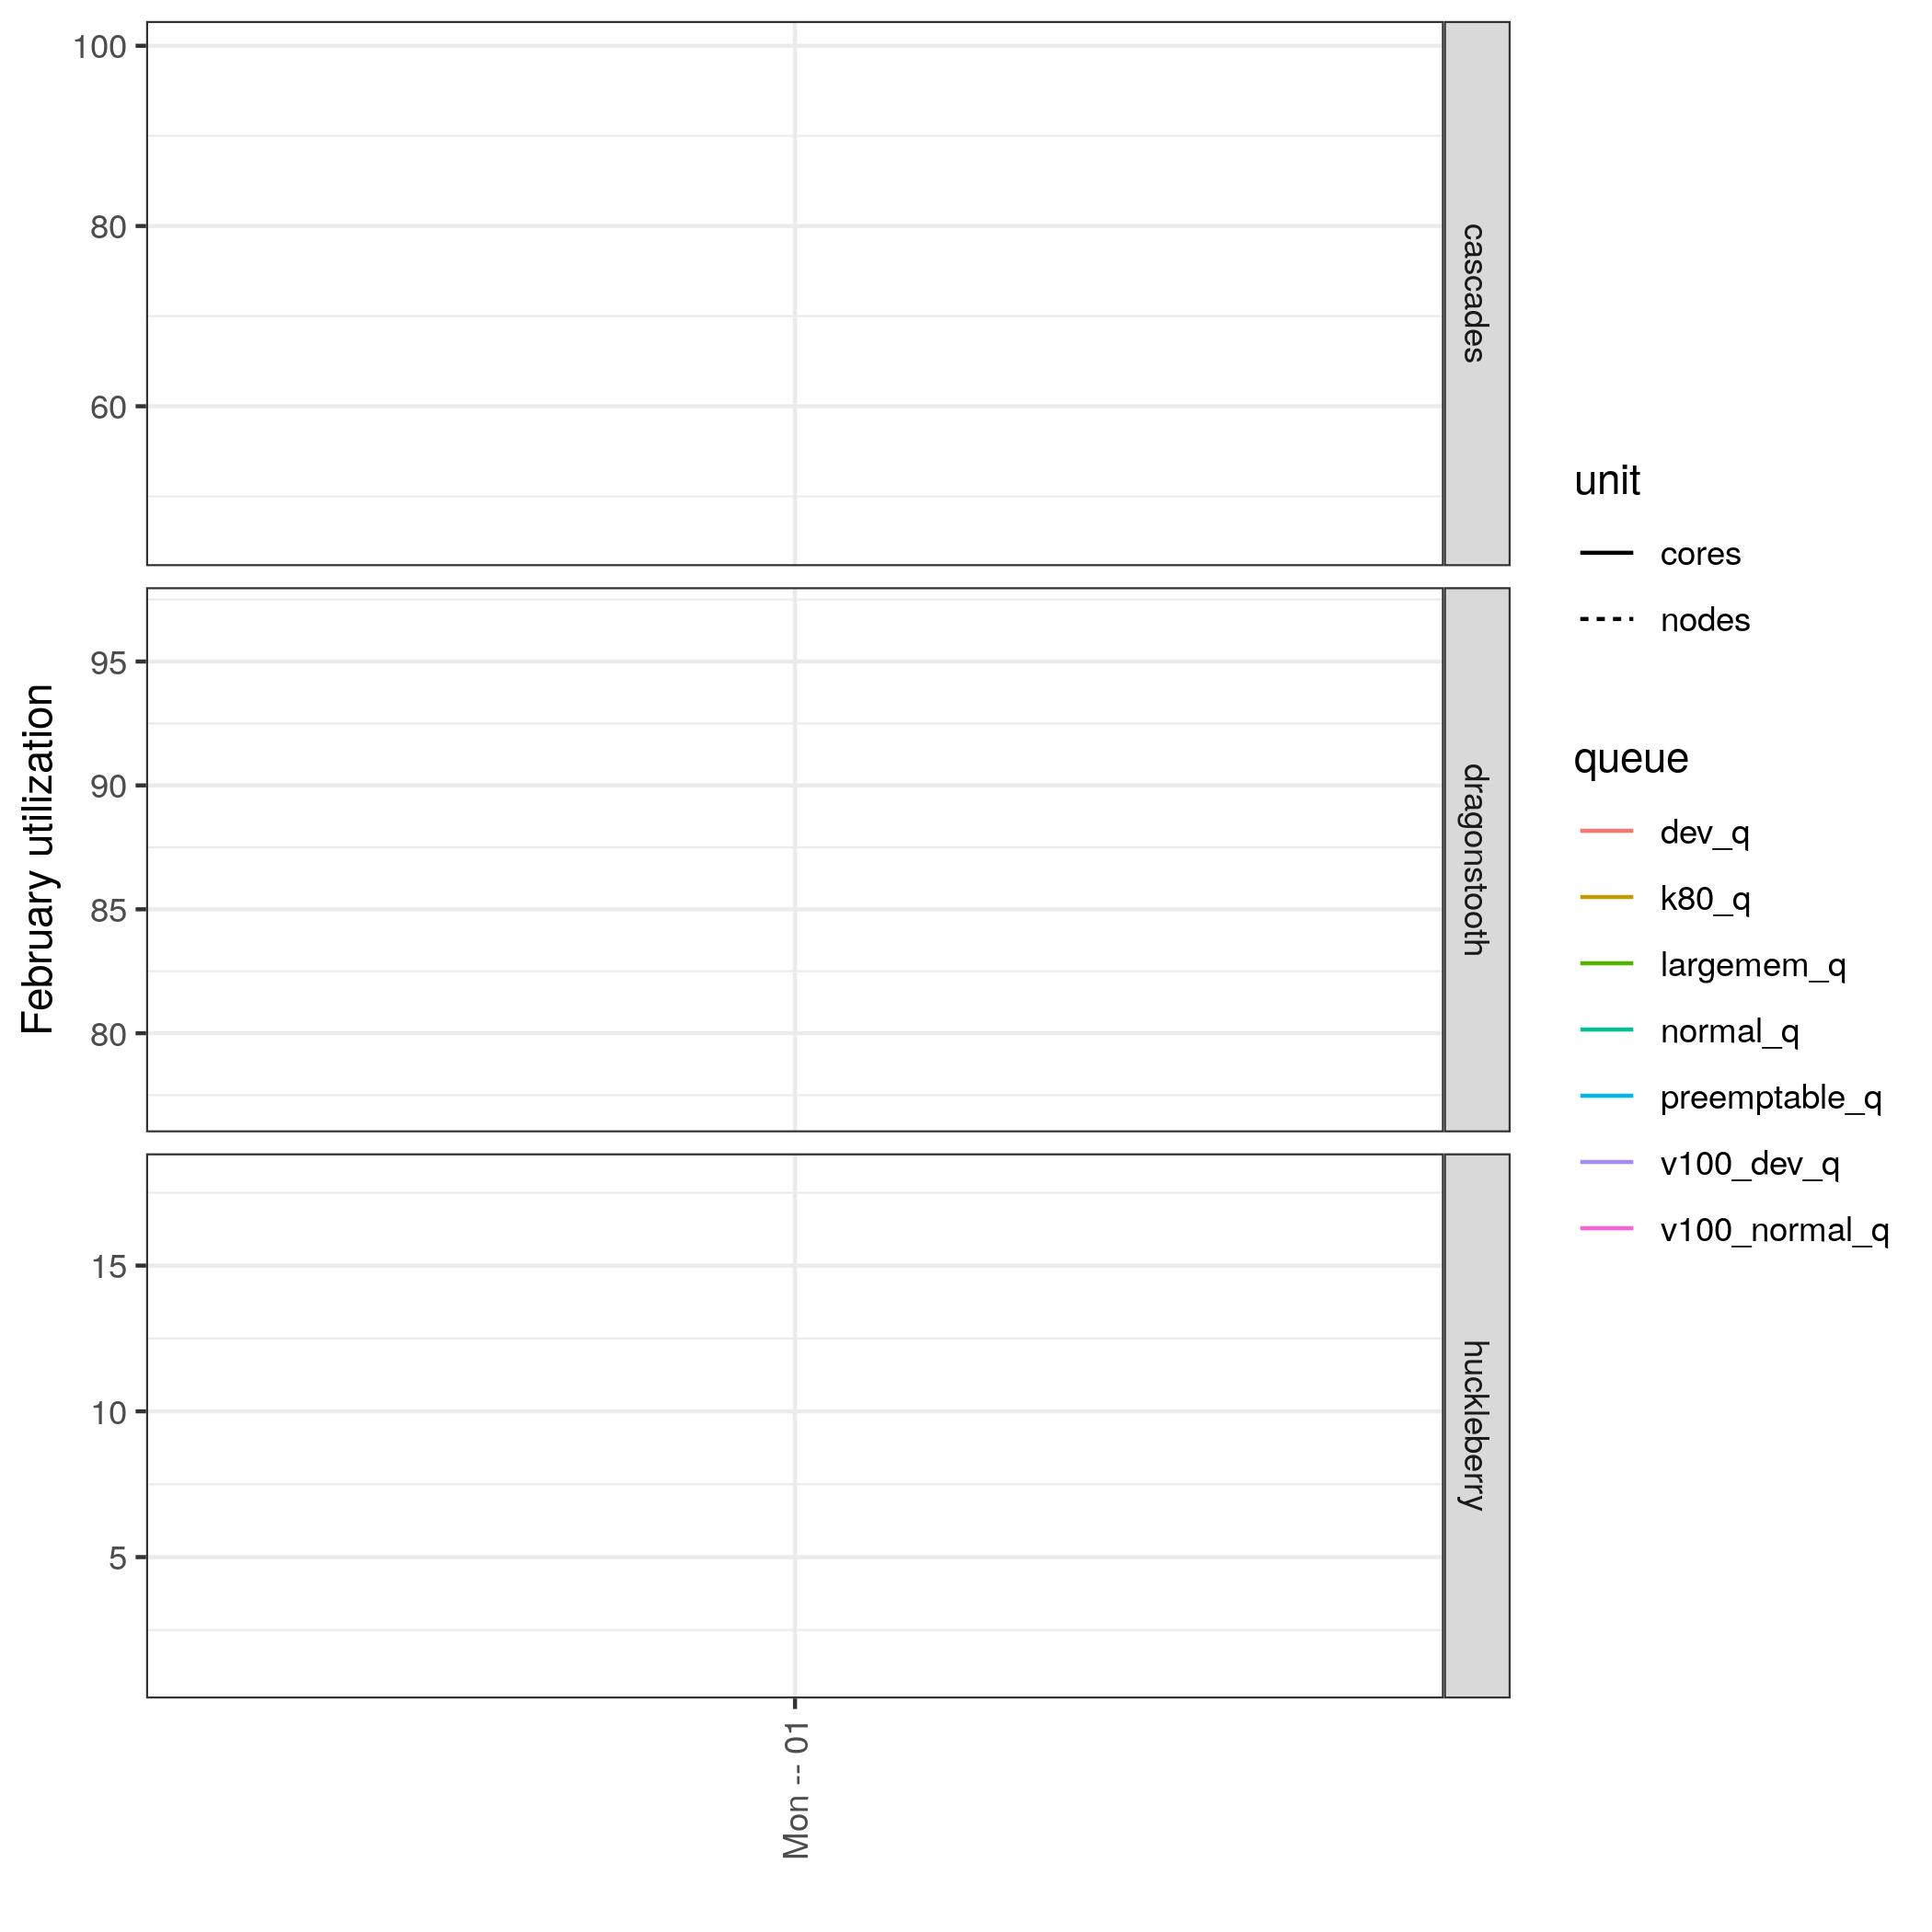 February utilization
100
80
60
cascades
95
90
85
80
dragonstooth
15
10
5
huckleberry
Mon -- 01
unit
cores
nodes
queue
dev_q
k80_q
largemem_q
normal_q
preemptable_q
v100_dev_q
v100_normal_q